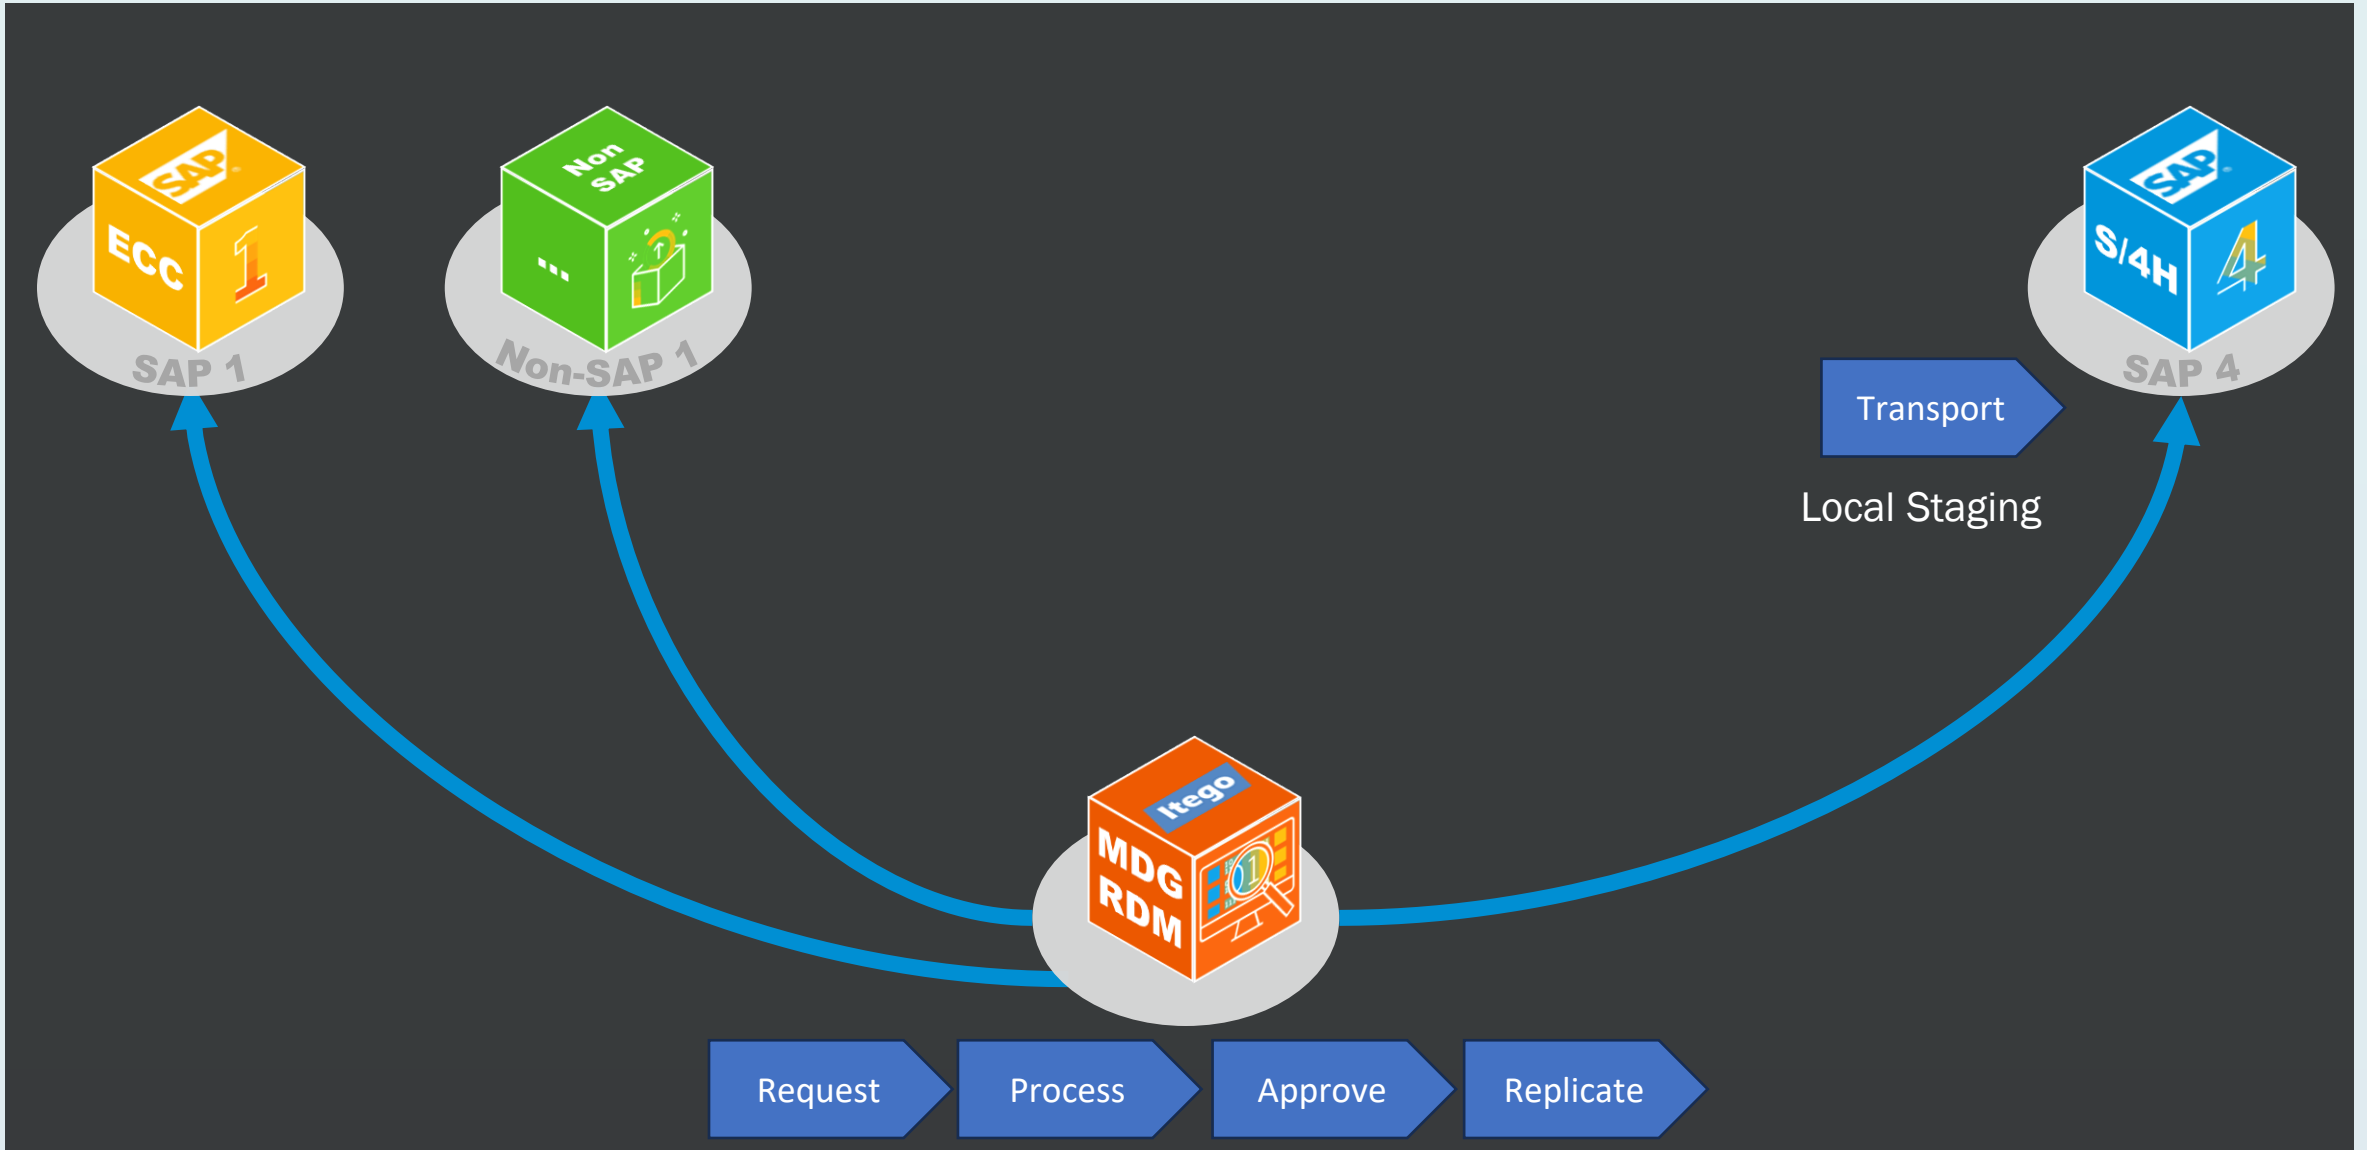 SAP
ECC
1
SAP 1
Non
SAP
...
Non-SAP 1
SAP
S/4H
4
SAP 4
Transport
Local Staging
Itego
MDG
RDM
1
Request
Process
Approve
Replicate